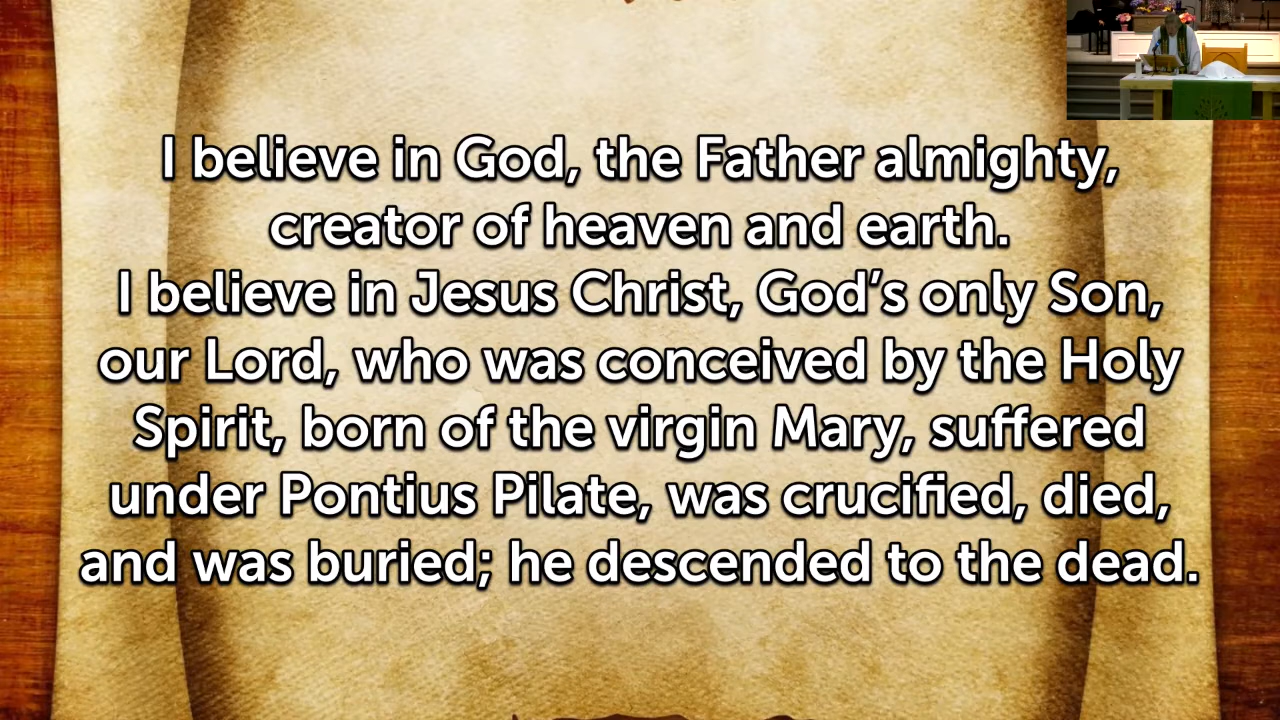 I believe in God, the Father almighty,
creator of heaven and earth.
I believe in Jesus Christ, God’s only Son,
our Lord, who was conceived by the Holy
Spirit, born of the virgin Mary, suffered
under Pontius Pilate, was crucified, died,
and was buried; he descended to the dead.